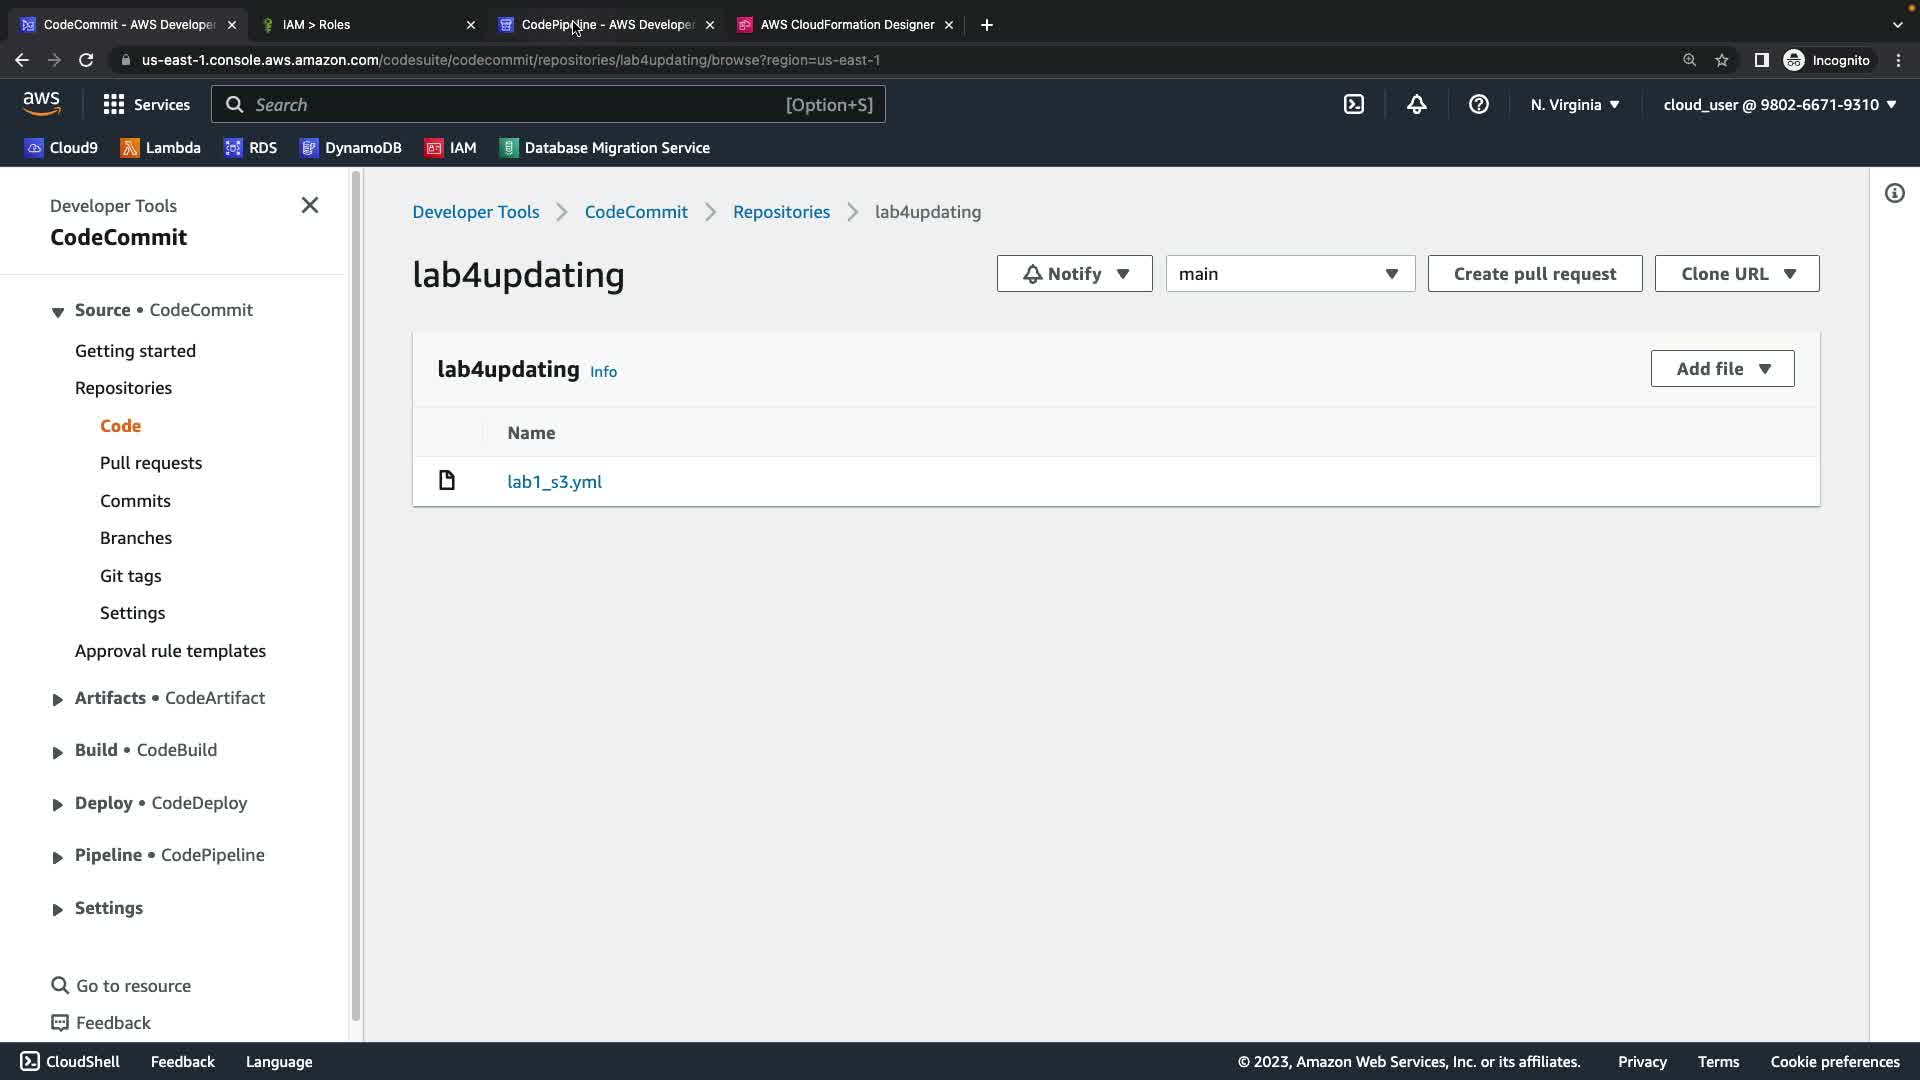 CodeCommit - AWS Developer
IAM > Roles
CodePipeline - AWS Developer
AWS CloudFormation Designer
us-east-1.console.aws.amazon.com/codesuite/codecommit/repositories/lab4updating/browse?region=us-east-1
Incognito
aws
Services
Search
[Option+S]
N. Virginia
cloud_user @ 9802-6671-9310
Cloud9
Lambda
RDS
DynamoDB
IAM
Database Migration Service
Developer Tools
CodeCommit
Source • CodeCommit
Getting started
Repositories
Code
Pull requests
Commits
Branches
Git tags
Settings
Approval rule templates
Artifacts • CodeArtifact
Build • CodeBuild
Deploy • CodeDeploy
Pipeline • CodePipeline
Settings
Go to resource
Feedback
Developer Tools
CodeCommit
Repositories
lab4updating
lab4updating
Notify
main
Create pull request
Clone URL
lab4updating Info
Add file
Name
lab1_s3.yml
CloudShell
Feedback
Language
© 2023, Amazon Web Services, Inc. or its affiliates.
Privacy
Terms
Cookie preferences